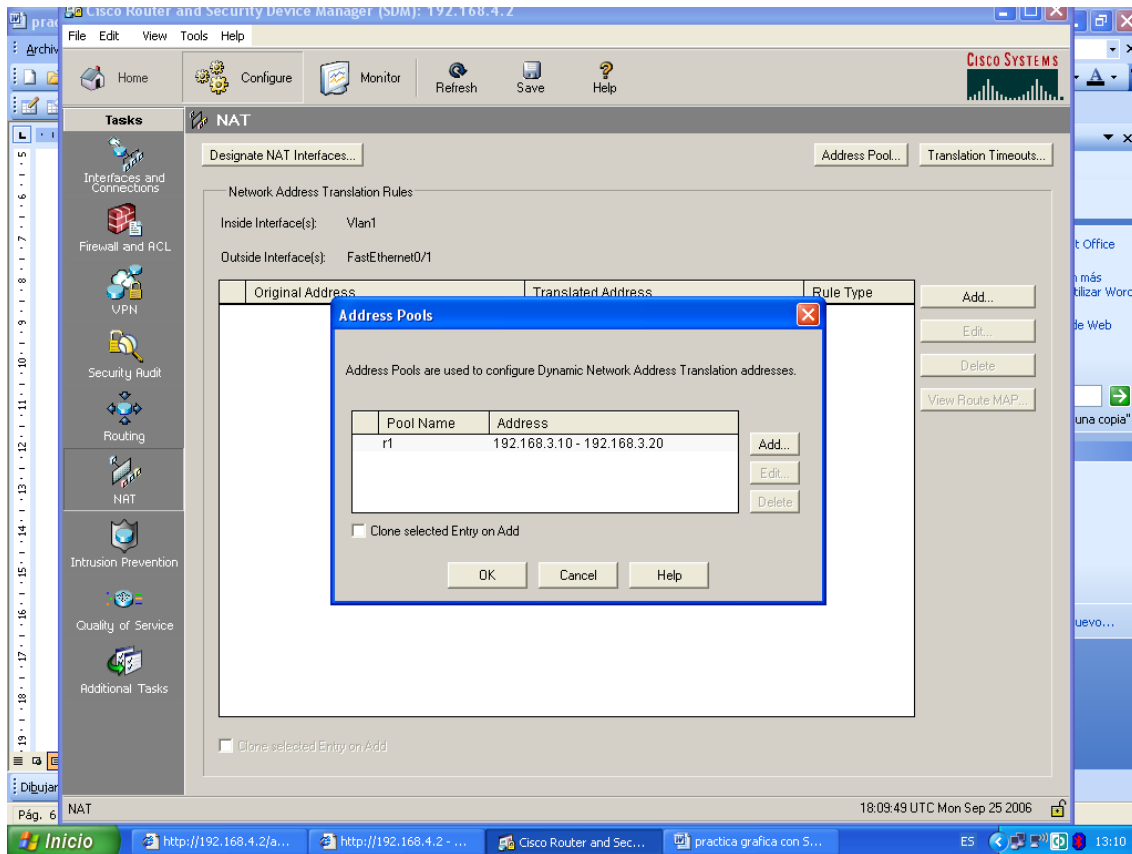 Cisco Router and Security Device Manager (SDM): 192.168.4.2
File Edit View Tools Help
Home Configure Monitor Refresh Save Help
CISCO SYSTEMS
Archiv
Tasks
NAT
Designate NAT Interfaces... Address Pool... Translation Timeouts...
Interfaces and Connections
Network Address Translation Rules
Inside Interface(s): Vlan1
Firewall and ACL
Outside Interface(s): FastEthernet0/1
Original Address Translated Address Rule Type
Add...
Edit...
Delete
View Route MAP...
VPN
Security Audit
Routing
NAT
Intrusion Prevention
Quality of Service
Additional Tasks
Address Pools
Address Pools are used to configure Dynamic Network Address Translation addresses.
Pool Name Address
r1 192.168.3.10 - 192.168.3.20
Add...
Edit...
Delete
Clone selected Entry on Add
OK Cancel Help
Clone selected Entry on Add
t Office
más
tilizar Word
de Web
una copia"
uevo...
Dibujar
Pág. 6
NAT 18:09:49 UTC Mon Sep 25 2006
Inicio http://192.168.4.2/a... http://192.168.4.2 - ... Cisco Router and Sec... practica grafica con S... ES 13:10